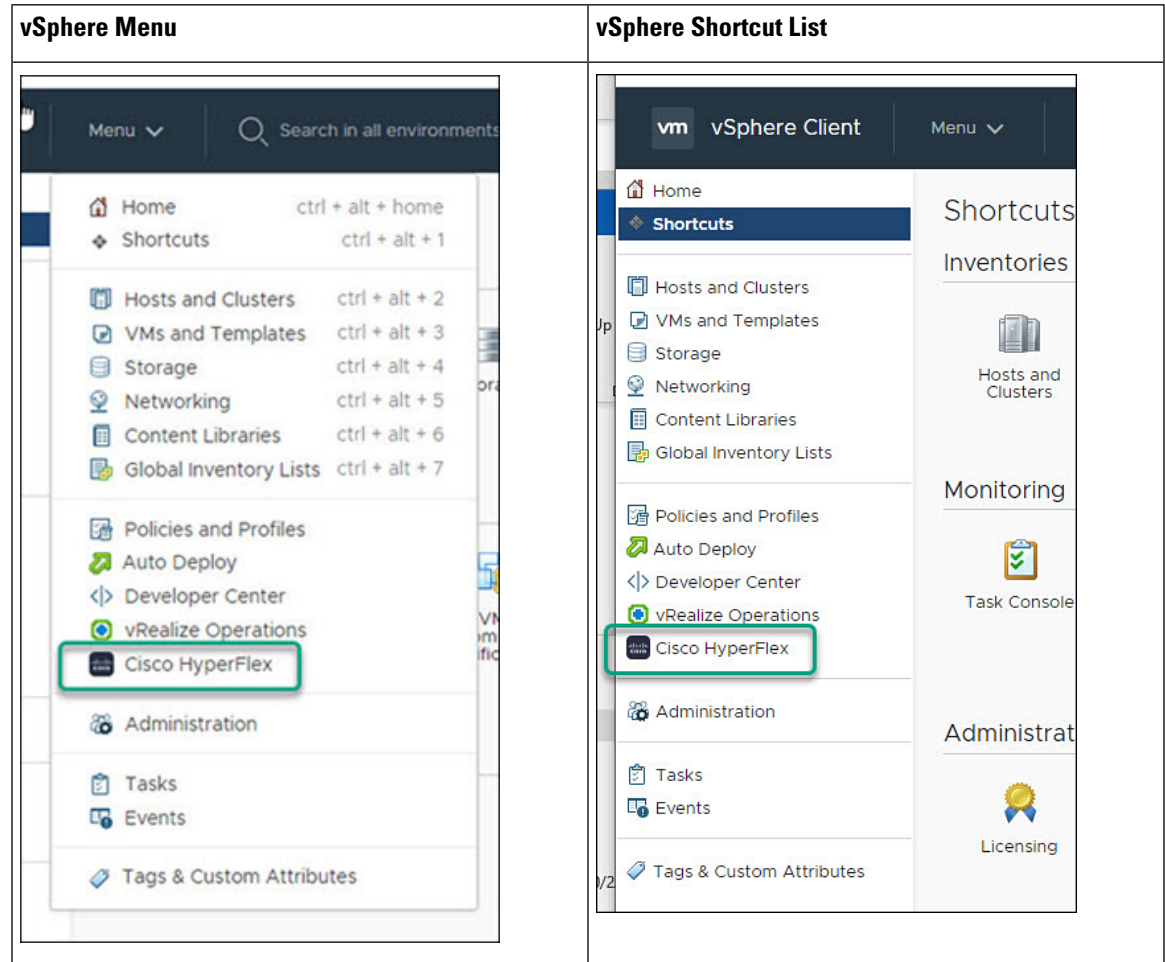 vSphere Menu
vSphere Shortcut List
Menu
Search in all environments
Home ctrl + alt + home
Shortcuts ctrl + alt + 1
Hosts and Clusters ctrl + alt + 2
VMs and Templates ctrl + alt + 3
Storage ctrl + alt + 4
Networking ctrl + alt + 5
Content Libraries ctrl + alt + 6
Global Inventory Lists ctrl + alt + 7
Policies and Profiles
Auto Deploy
Developer Center
vRealize Operations
Cisco HyperFlex
Administration
Tasks
Events
Tags & Custom Attributes
vm vSphere Client Menu
Home
Shortcuts
Hosts and Clusters
VMs and Templates
Storage
Networking
Content Libraries
Global Inventory Lists
Policies and Profiles
Auto Deploy
Developer Center
vRealize Operations
Cisco HyperFlex
Administration
Tasks
Events
Tags & Custom Attributes
Shortcuts
Inventories
Hosts and
Clusters
Monitoring
Task Console
Administrat
Licensing